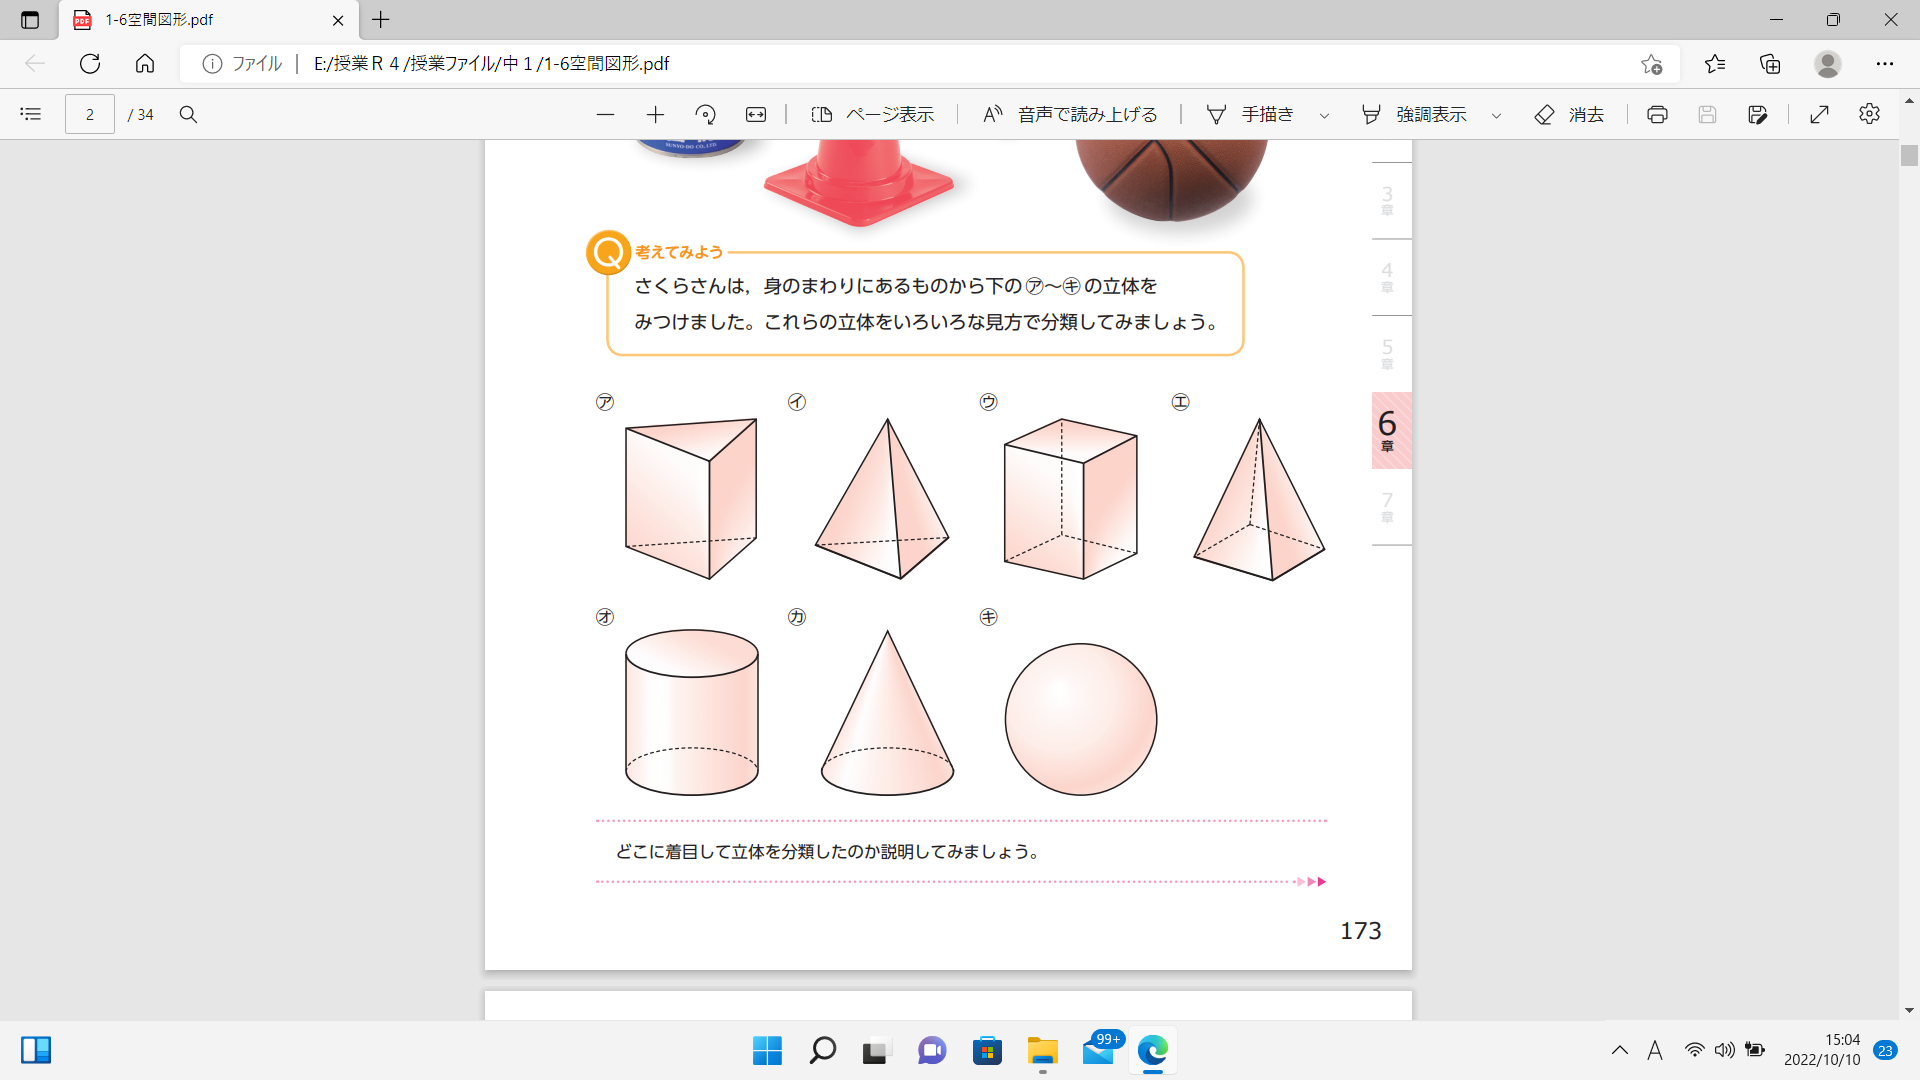 1-6空間図形.pdf
ファイル
E:/授業Ｒ４/授業ファイル/中１/1-6空間図形.pdf
2
/ 34
ページ表示
音声で読み上げる
手描き
強調表示
消去
SUNYO-DO CO.,LTD
3
章
4
章
5
章
6
章
7
章
Q 考えてみよう
さくらさんは，身のまわりにあるものから下の㋐〜㋖の立体を
みつけました。これらの立体をいろいろな見方で分類してみましょう。
㋐ ㋑ ㋒ ㋓
㋔ ㋕ ㋖
どこに着目して立体を分類したのか説明してみましょう。
173
99+
A
15:04
2022/10/10
23